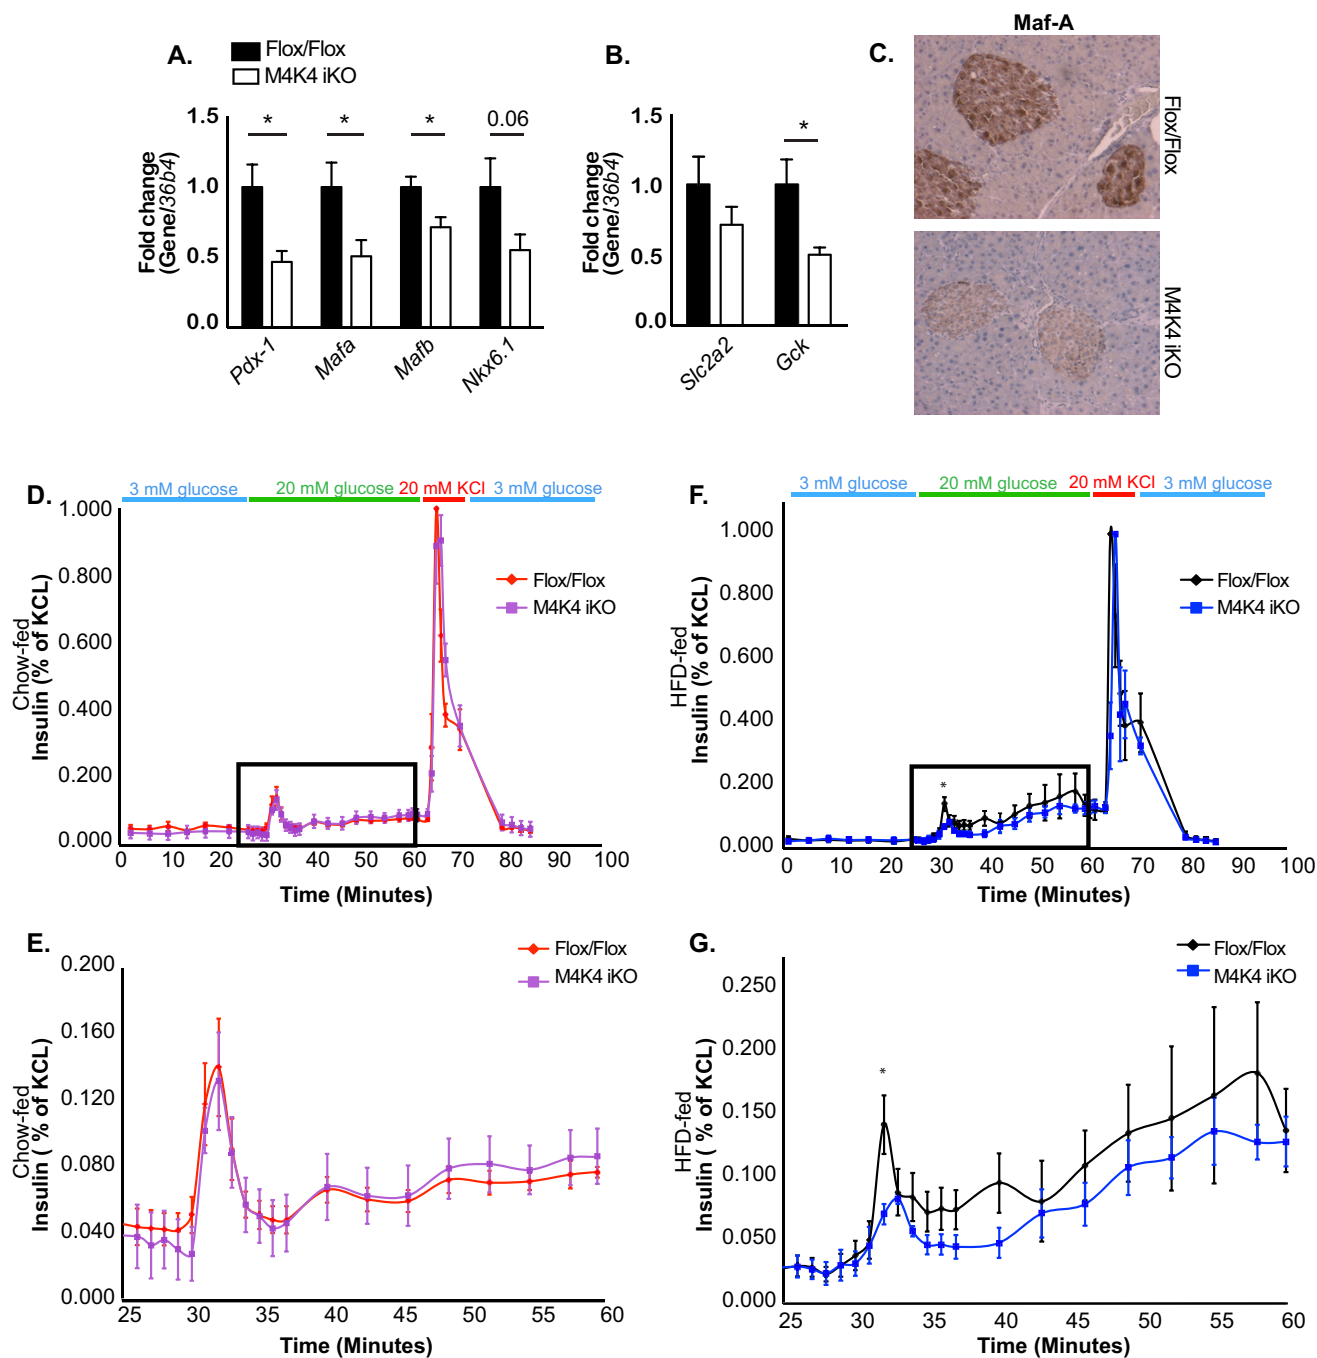 A.
Flox/Flox
M4K4 iKO
Fold change
(Gene/36b4)
1.5
1.0
0.5
0.0
*
*
*
0.06
Pdx-1
Mafa
Mafb
Nkx6.1
B.
Fold change
(Gene/36b4)
1.5
1.0
0.5
0.0
*
Slc2a2
Gck
C.
Maf-A
Flox/Flox
M4K4 iKO
D.
3 mM glucose
20 mM glucose
20 mM KCl
3 mM glucose
Chow-fed
Insulin (% of KCL)
1.000
0.800
0.600
0.400
0.200
0.000
Flox/Flox
M4K4 iKO
0 10 20 30 40 50 60 70 80 90 100
Time (Minutes)
F.
3 mM glucose
20 mM glucose
20 mM KCl
3 mM glucose
HFD-fed
Insulin (% of KCL)
1.000
0.800
0.600
0.400
0.200
0.000
Flox/Flox
M4K4 iKO
*
0 10 20 30 40 50 60 70 80 90 100
Time (Minutes)
E.
Chow-fed
Insulin ( % of KCL)
0.200
0.160
0.120
0.080
0.040
0.000
Flox/Flox
M4K4 iKO
25 30 35 40 45 50 55 60
Time (Minutes)
G.
HFD-fed
Insulin ( % of KCL)
0.250
0.200
0.150
0.100
0.050
0.000
Flox/Flox
M4K4 iKO
*
25 30 35 40 45 50 55 60
Time (Minutes)